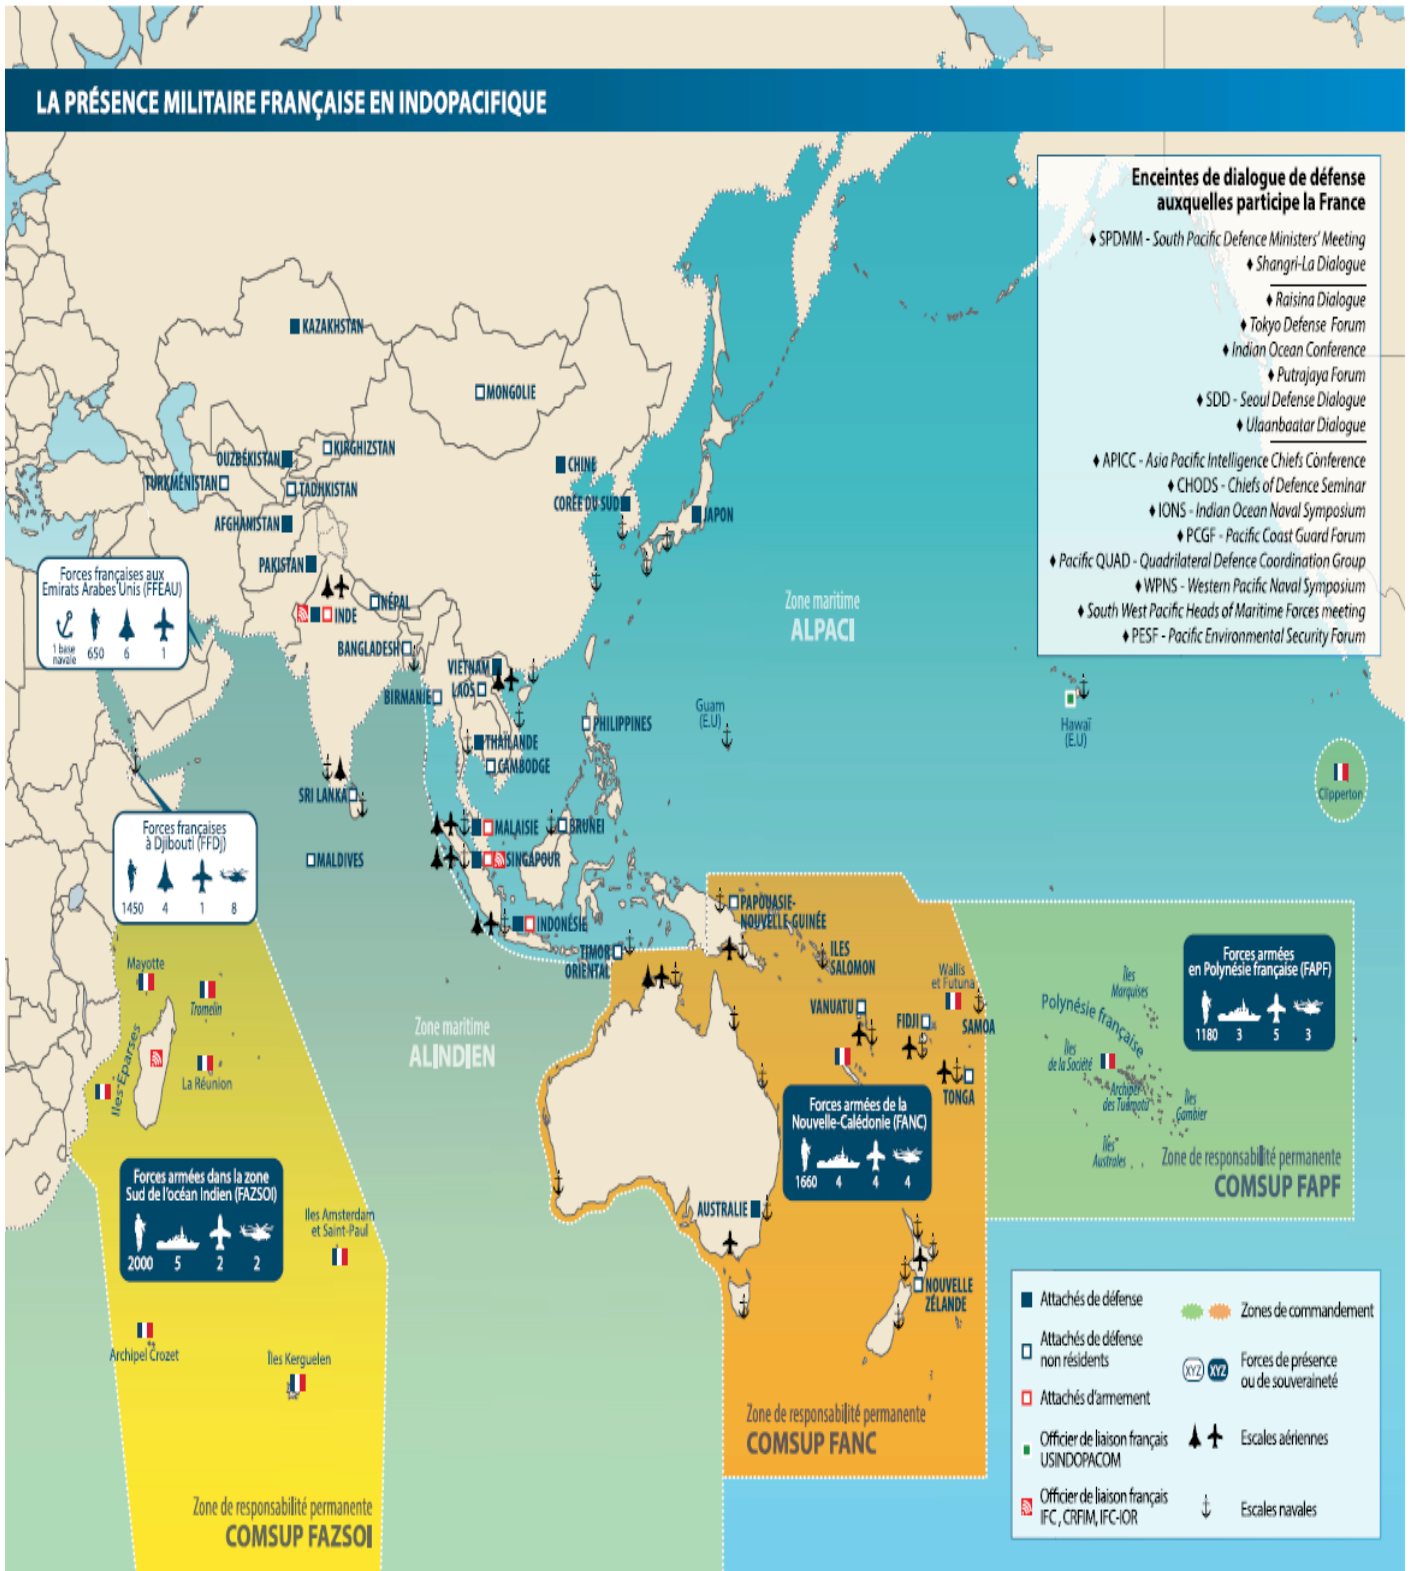 LA PRÉSENCE MILITAIRE FRANÇAISE EN INDOPACIFIQUE
Enceintes de dialogue de défense
auxquelles participe la France
♦ SPDMM - South Pacific Defence Ministers' Meeting
♦ Shangri-La Dialogue
♦ Raisina Dialogue
♦ Tokyo Defense Forum
♦ Indian Ocean Conference
♦ Putrajaya Forum
♦ SDD - Seoul Defense Dialogue
♦ Ulaanbaatar Dialogue
♦ APICC - Asia Pacific Intelligence Chiefs Conference
♦ CHODS - Chiefs of Defence Seminar
♦ IONS - Indian Ocean Naval Symposium
♦ PCGF - Pacific Coast Guard Forum
♦ Pacific QUAD - Quadrilateral Defence Coordination Group
♦ WPNS - Western Pacific Naval Symposium
♦ South West Pacific Heads of Maritime Forces meeting
♦ PESF - Pacific Environmental Security Forum
KAZAKHSTAN
MONGOLIE
KIRGHIZSTAN
OUZBÉKISTAN
TURKMÉNISTAN
TADJIKISTAN
CHINE
CORÉE DU SUD
JAPON
AFGHANISTAN
PAKISTAN
Forces françaises aux
Emirats Arabes Unis (FFEAU)
1 base
navale
650
6
1
NÉPAL
INDE
BANGLADESH
VIETNAM
LAOS
BIRMANIE
Zone maritime
ALPACI
PHILIPPINES
Guam
(E.U)
Hawaï
(E.U)
THAÏLANDE
CAMBODGE
Clipperton
SRI LANKA
MALAISIE
BRUNEI
Forces françaises
à Djibouti (FFDj)
1450
4
1
8
MALDIVES
SINGAPOUR
INDONÉSIE
TIMOR
ORIENTAL
PAPOUASIE-
NOUVELLE-GUINÉE
ILES
SALOMON
Wallis
et Futuna
VANUATU
FIDJI
SAMOA
TONGA
Mayotte
Tromelin
Iles Éparses
La Réunion
Zone maritime
ALINDIEN
Forces armées
en Polynésie française (FAPF)
1180
3
5
3
Îles
Marquises
Polynésie française
Îles
de la Société
Archipel
des Tuamotu
Îles
Gambier
Îles
Australes
Zone de responsabilité permanente
COMSUP FAPF
Forces armées de la
Nouvelle-Calédonie (FANC)
1660
4
4
4
Forces armées dans la zone
Sud de l'océan Indien (FAZSOI)
2000
5
2
2
Iles Amsterdam
et Saint-Paul
AUSTRALIE
NOUVELLE
ZÉLANDE
Archipel Crozet
Îles Kerguelen
Zone de responsabilité permanente
COMSUP FANC
Zone de responsabilité permanente
COMSUP FAZSOI
Attachés de défense
Attachés de défense
non résidents
Attachés d'armement
Officier de liaison français
USINDOPACOM
Officier de liaison français
IFC, CRFIM, IFC-IOR
Zones de commandement
XYZ XYZ
Forces de présence
ou de souveraineté
Escales aériennes
Escales navales